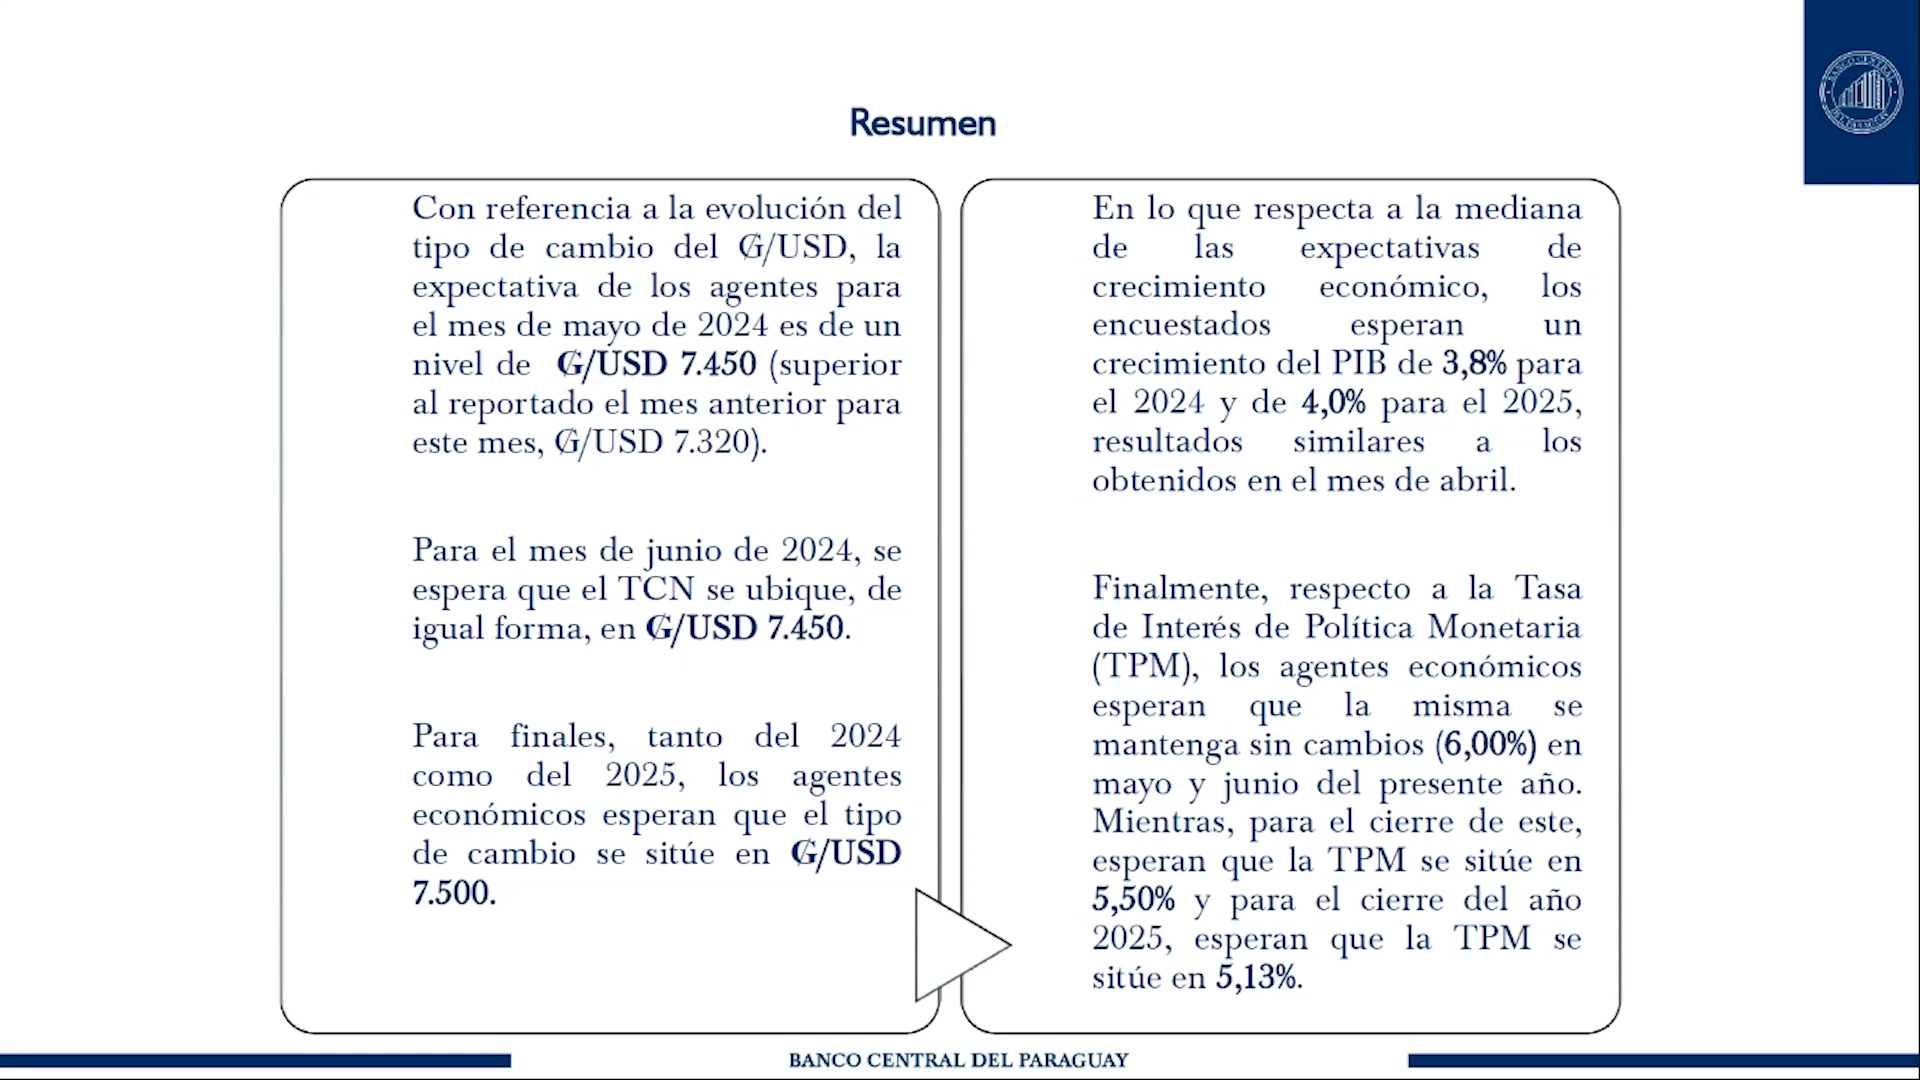 BANCO CENTRAL
DEL PARAGUAY
Resumen
Con referencia a la evolución del
tipo de cambio del ₲/USD, la
expectativa de los agentes para
el mes de mayo de 2024 es de un
nivel de ₲/USD 7.450 (superior
al reportado el mes anterior para
este mes, ₲/USD 7.320).
Para el mes de junio de 2024, se
espera que el TCN se ubique, de
igual forma, en ₲/USD 7.450.
Para finales, tanto del 2024
como del 2025, los agentes
económicos esperan que el tipo
de cambio se sitúe en ₲/USD
7.500.
En lo que respecta a la mediana
de las expectativas de
crecimiento económico, los
encuestados esperan un
crecimiento del PIB de 3,8% para
el 2024 y de 4,0% para el 2025,
resultados similares a los
obtenidos en el mes de abril.
Finalmente, respecto a la Tasa
de Interés de Política Monetaria
(TPM), los agentes económicos
esperan que la misma se
mantenga sin cambios (6,00%) en
mayo y junio del presente año.
Mientras, para el cierre de este,
esperan que la TPM se sitúe en
5,50% y para el cierre del año
2025, esperan que la TPM se
sitúe en 5,13%.
BANCO CENTRAL DEL PARAGUAY